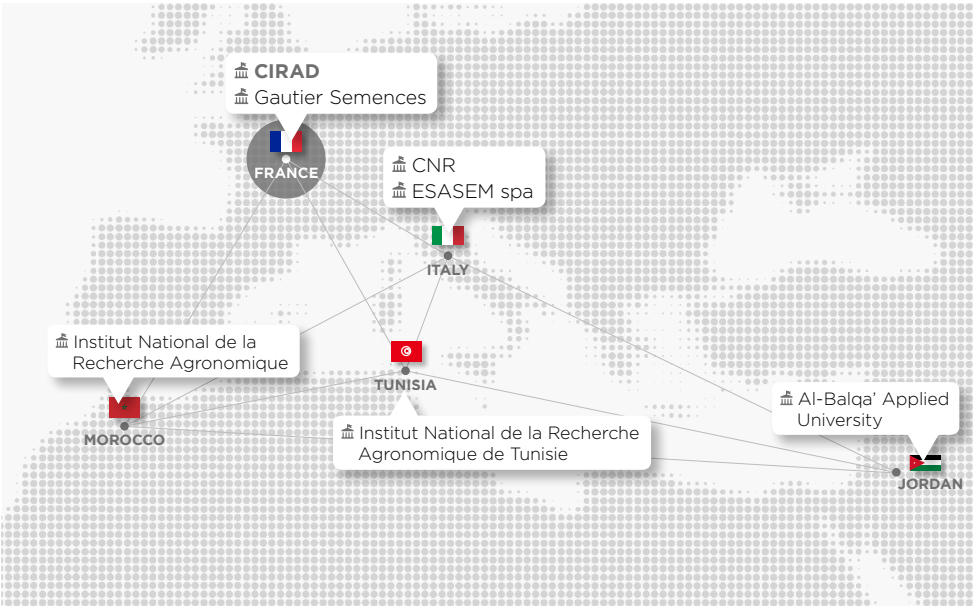 CIRAD
Gautier Semences
FRANCE
CNR
ESASEM spa
ITALY
Institut National de la
Recherche Agronomique
MOROCCO
TUNISIA
Institut National de la Recherche
Agronomique de Tunisie
Al-Balqa’ Applied
University
JORDAN